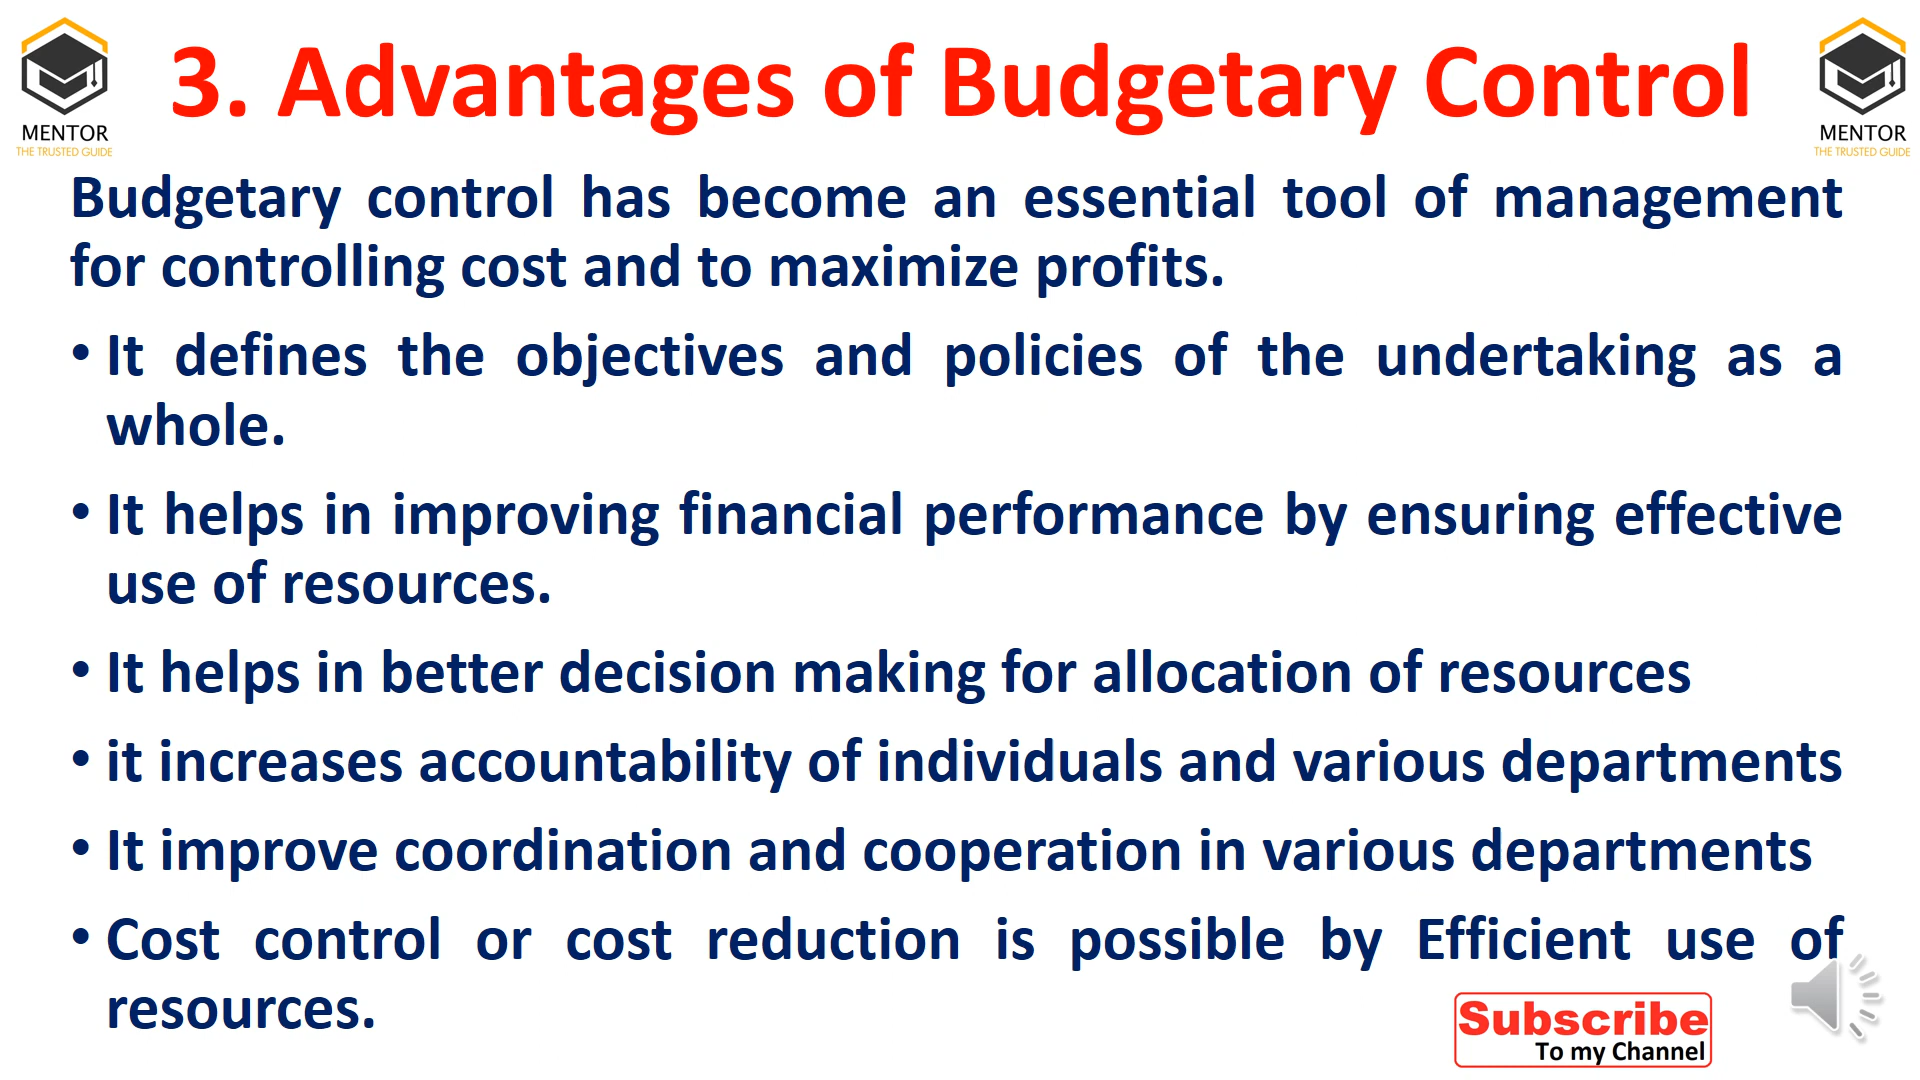 3. Advantages of Budgetary Control
MENTOR
THE TRUSTED GUIDE
MENTOR
THE TRUSTED GUIDE
Budgetary control has become an essential tool of management
for controlling cost and to maximize profits.
• It defines the objectives and policies of the undertaking as a
whole.
• It helps in improving financial performance by ensuring effective
use of resources.
• It helps in better decision making for allocation of resources
• it increases accountability of individuals and various departments
• It improve coordination and cooperation in various departments
• Cost control or cost reduction is possible by Efficient use of
resources.
Subscribe
To my Channel